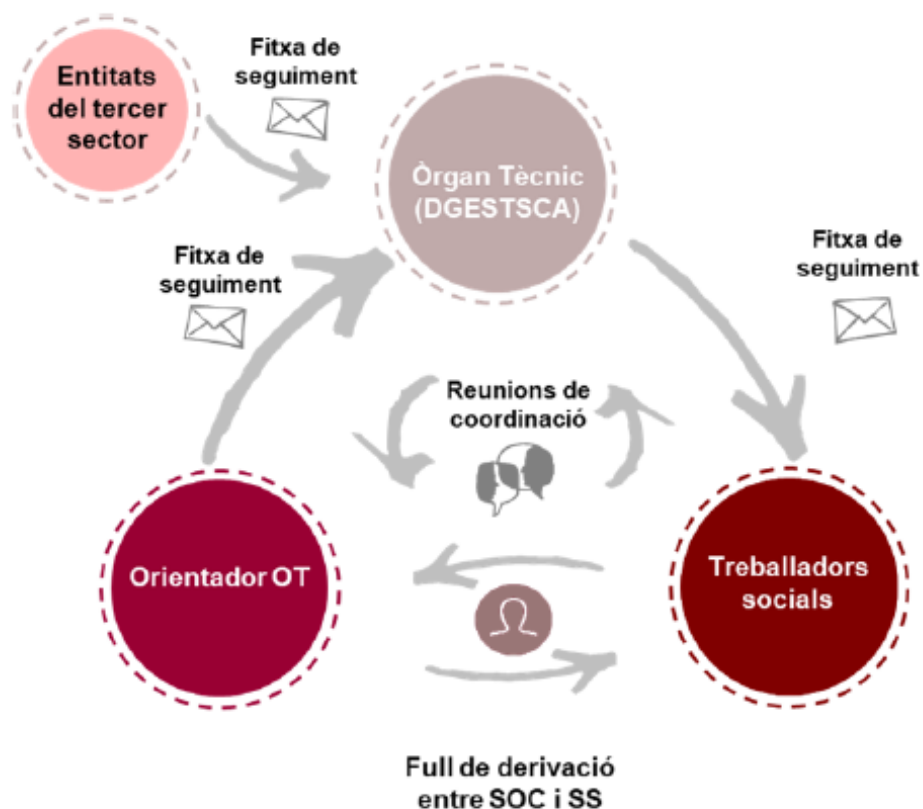 Entitats
del tercer
sector
Fitxa de
seguiment
Òrgan Tècnic
(DGESTSCA)
Fitxa de
seguiment
Fitxa de
seguiment
Reunions de
coordinació
Orientador OT
Treballadors
socials
Full de derivació
entre SOC i SS